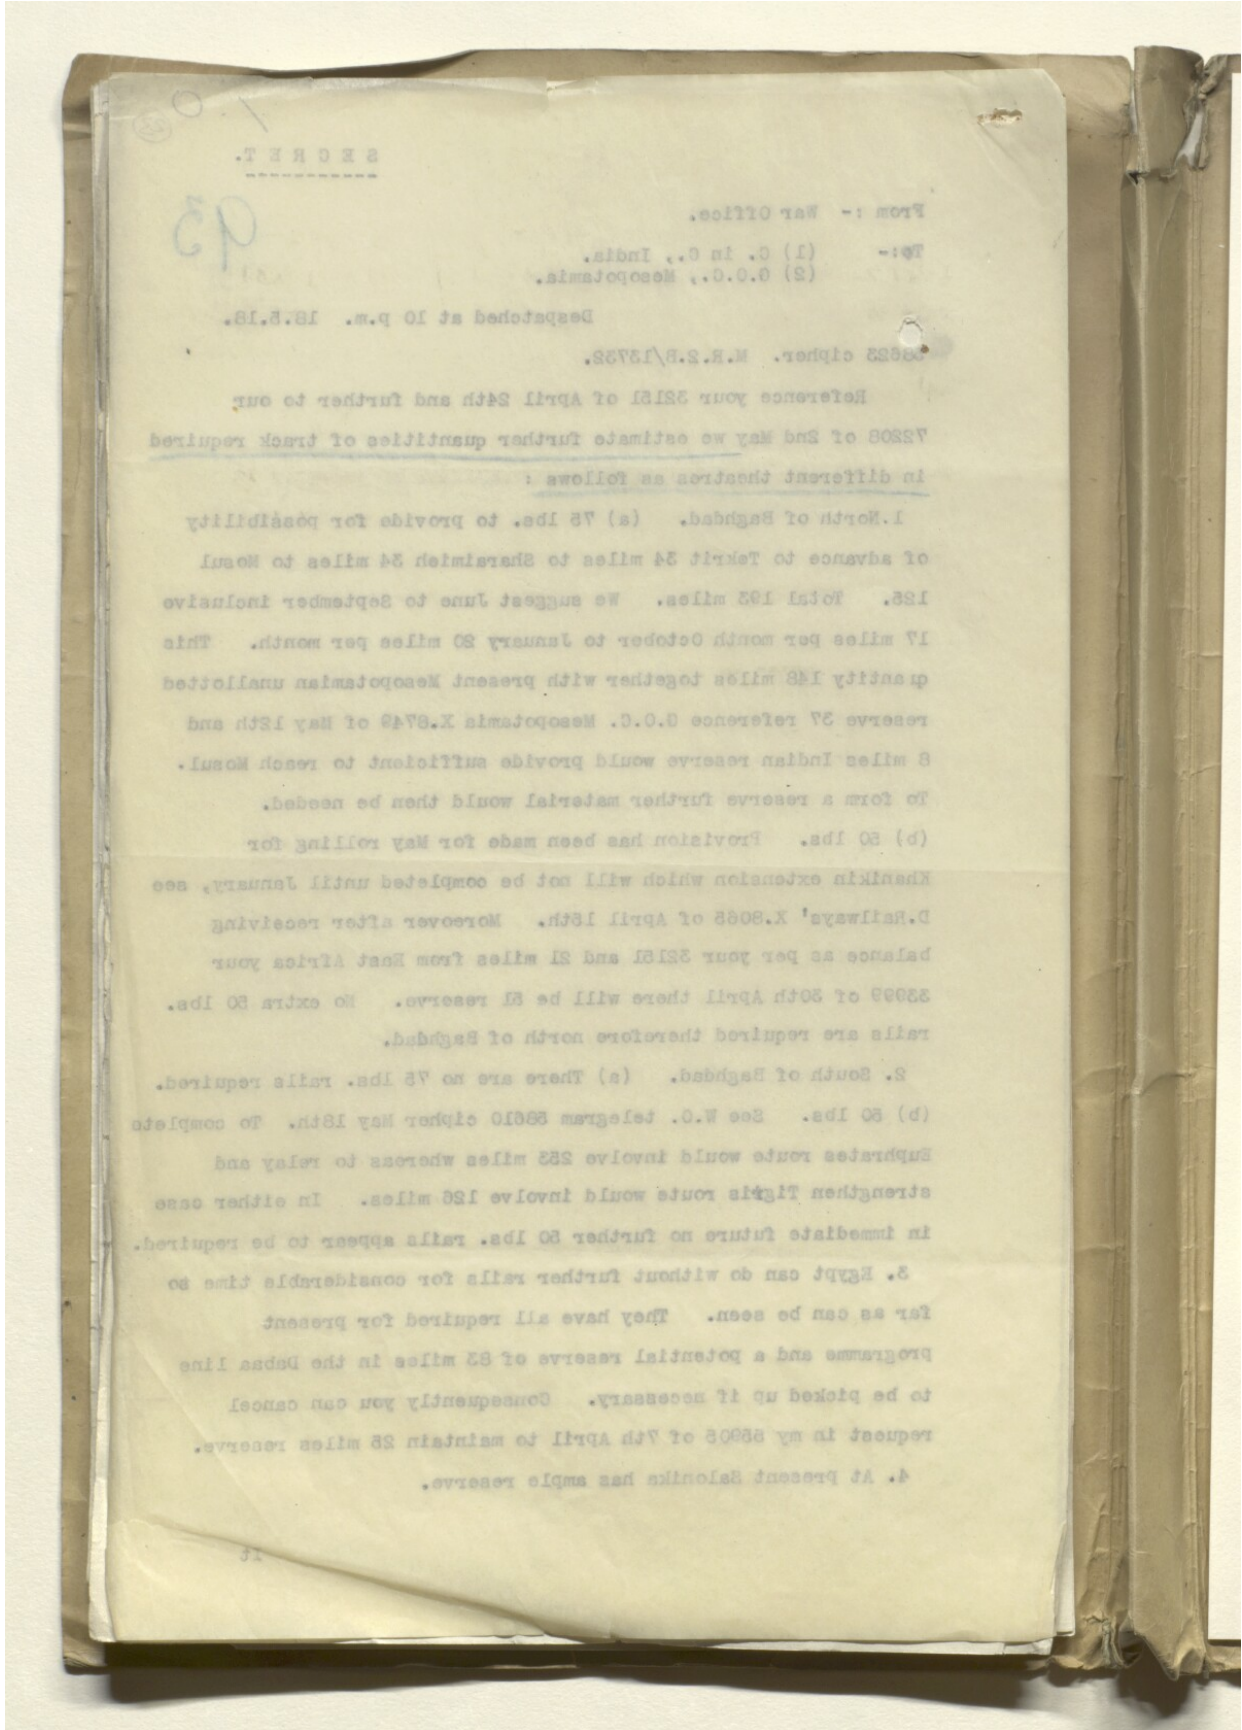 SECRET.
93
From :- War Office.
To:- (1) C. in C., India.
(2) G.O.C., Mesopotamia.
Despatched at 10 p.m. 18.5.18.
58623 cipher. M.R.2.B/13732.
Reference your 32151 of April 24th and further to our
72208 of 2nd May we estimate further quantities of track required
in different theatres as follows :
1.North of Baghdad. (a) 75 lbs. to provide for possibility
of advance to Tekrit 34 miles to Sharaimieh 34 miles to Mosul
125. Total 193 miles. We suggest June to September inclusive
17 miles per month October to January 20 miles per month. This
quantity 148 miles together with present Mesopotamian unallotted
reserve 37 reference G.O.C. Mesopotamia X.8749 of May 12th and
8 miles Indian reserve would provide sufficient to reach Mosul.
To form a reserve further material would then be needed.
(b) 50 lbs. Provision has been made for May rolling for
Khanikin extension which will not be completed until January, see
D.Railways' X.8065 of April 15th. Moreover after receiving
balance as per your 32151 and 21 miles from East Africa your
33999 of 30th April there will be 51 reserve. No extra 50 lbs.
rails are required therefore north of Baghdad.
2. South of Baghdad. (a) There are no 75 lbs. rails required.
(b) 50 lbs. See W.O. telegram 58610 cipher May 18th. To complete
Euphrates route would involve 253 miles whereas to relay and
strengthen Tigris route would involve 126 miles. In either case
in immediate future no further 50 lbs. rails appear to be required.
3. Egypt can do without further rails for considerable time so
far as can be seen. They have all required for present
programme and a potential reserve of 83 miles in the Dabaa line
to be picked up if necessary. Consequently you can cancel
request in my 55905 of 7th April to maintain 25 miles reserve.
4. At present Salonika has ample reserve.
It